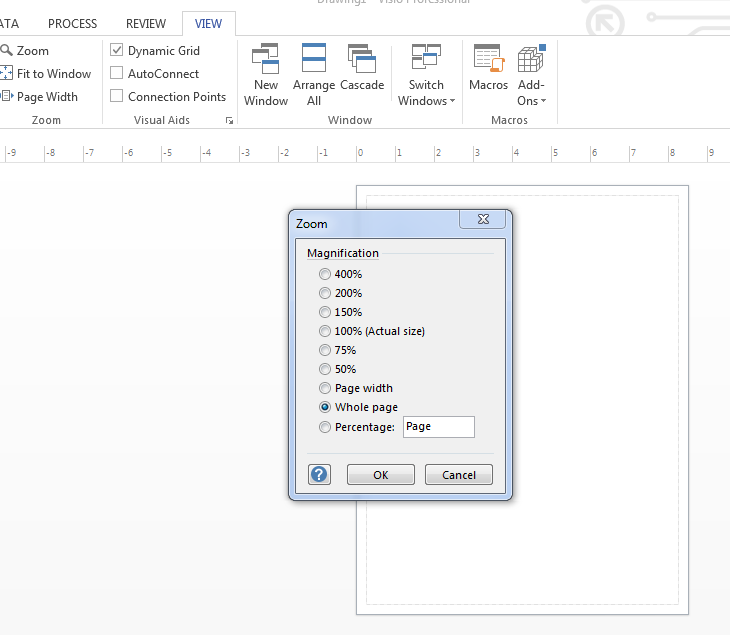 Drawing1 - Visio Professional
ATA PROCESS REVIEW VIEW
Zoom
Fit to Window
Page Width
Zoom
Dynamic Grid
AutoConnect
Connection Points
Visual Aids
New
Window
Arrange
All
Cascade
Switch
Windows
Window
Macros
Add-
Ons
Macros
-9 -8 -7 -6 -5 -4 -3 -2 -1 0 1 2 3 4 5 6 7 8 9
Zoom
Magnification
400%
200%
150%
100% (Actual size)
75%
50%
Page width
Whole page
Percentage: Page
? OK Cancel